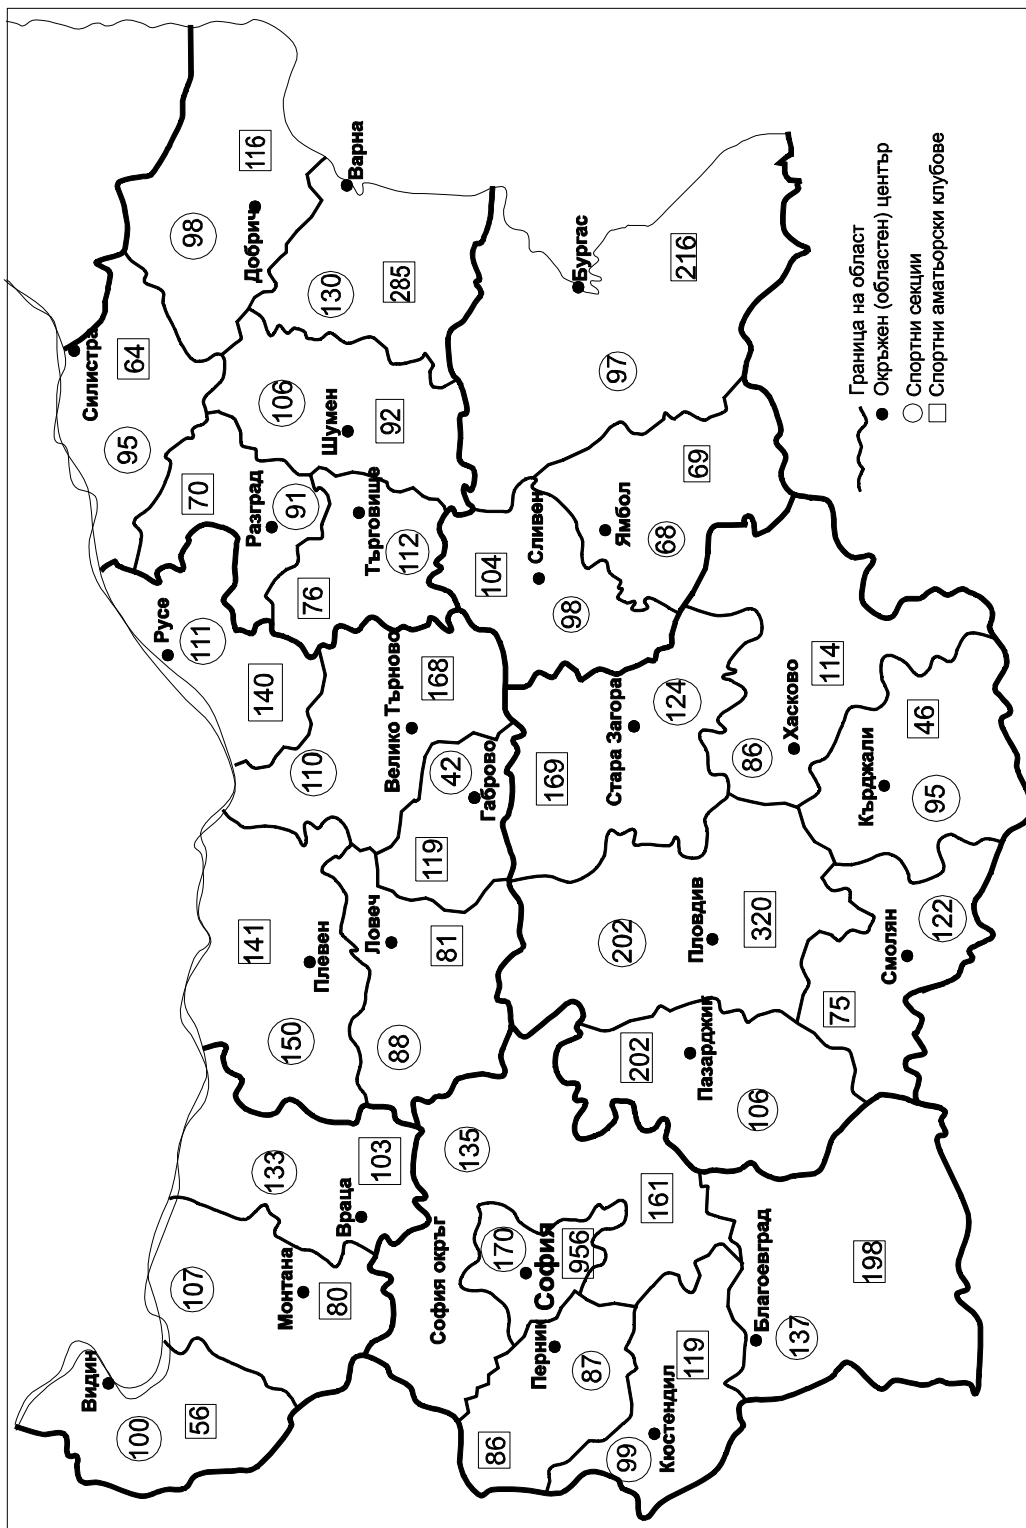 Видин
100
56
107
Монтана
80
133
Враца
103
150
141
Плевен
Ловеч
88
81
110
Велико Търново
168
119
42
Габрово
Русе
111
140
Силистра
95
64
70
Разград
91
76
Търговище
112
106
Шумен
92
98
116
Добрич
Варна
130
285
София окръг
135
161
170
София
956
Перник
87
86
Кюстендил
99
119
Благоевград
137
198
202
Пазарджик
106
202
Пловдив
320
75
Смолян
122
169
Стара Загора
124
86
Хасково
114
Кърджали
95
46
104
Сливен
98
Ямбол
68
69
Бургас
97
216
Граница на област
Окръжен (областен) център
Спортни секции
Спортни аматьорски клубове